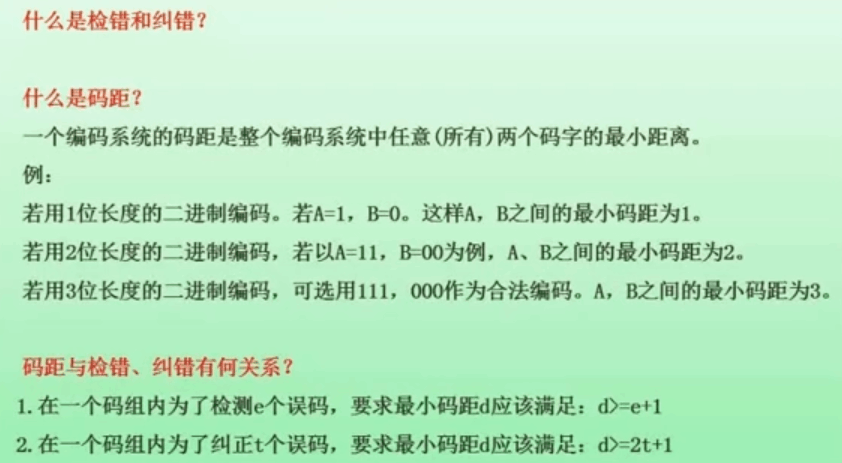 什么是检错和纠错?
什么是码距?
一个编码系统的码距是整个编码系统中任意(所有)两个码字的最小距离。
例:
若用1位长度的二进制编码。若A=1，B=0。这样A，B之间的最小码距为1。
若用2位长度的二进制编码，若以A=11，B=00为例，A、B之间的最小码距为2。
若用3位长度的二进制编码，可选用111，000作为合法编码。A，B之间的最小码距为3。
码距与检错、纠错有何关系?
1.在一个码组内为了检测e个误码，要求最小码距d应该满足：d>=e+1
2.在一个码组内为了纠正t个误码，要求最小码距d应该满足：d>=2t+1